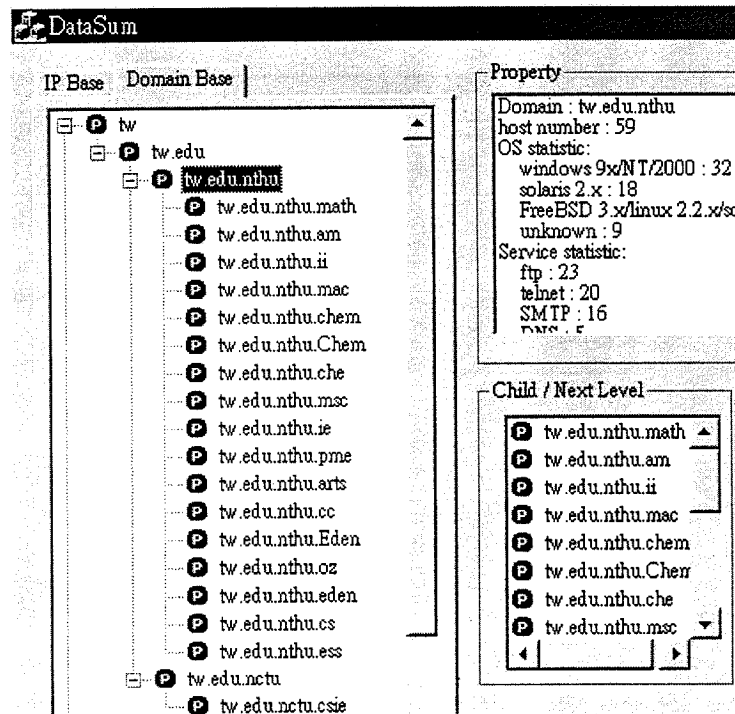 DataSum
IP Base Domain Base
tw
tw.edu
tw.edu.nthu
tw.edu.nthu.math
tw.edu.nthu.am
tw.edu.nthu.ii
tw.edu.nthu.mac
tw.edu.nthu.chem
tw.edu.nthu.Chem
tw.edu.nthu.che
tw.edu.nthu.msc
tw.edu.nthu.ie
tw.edu.nthu.pme
tw.edu.nthu.arts
tw.edu.nthu.cc
tw.edu.nthu.Eden
tw.edu.nthu.oz
tw.edu.nthu.eden
tw.edu.nthu.cs
tw.edu.nthu.ess
tw.edu.nctu
tw.edu.nctu.csie
Property
Domain : tw.edu.nthu
host number : 59
OS statistic:
windows 9x/NT/2000 : 32
solaris 2.x : 18
FreeBSD 3.x/linux 2.2.x/so
unknown : 9
Service statistic:
ftp : 23
telnet : 20
SMTP : 16
Child / Next Level
tw.edu.nthu.math
tw.edu.nthu.am
tw.edu.nthu.ii
tw.edu.nthu.mac
tw.edu.nthu.chem
tw.edu.nthu.Chem
tw.edu.nthu.che
tw.edu.nthu.msc